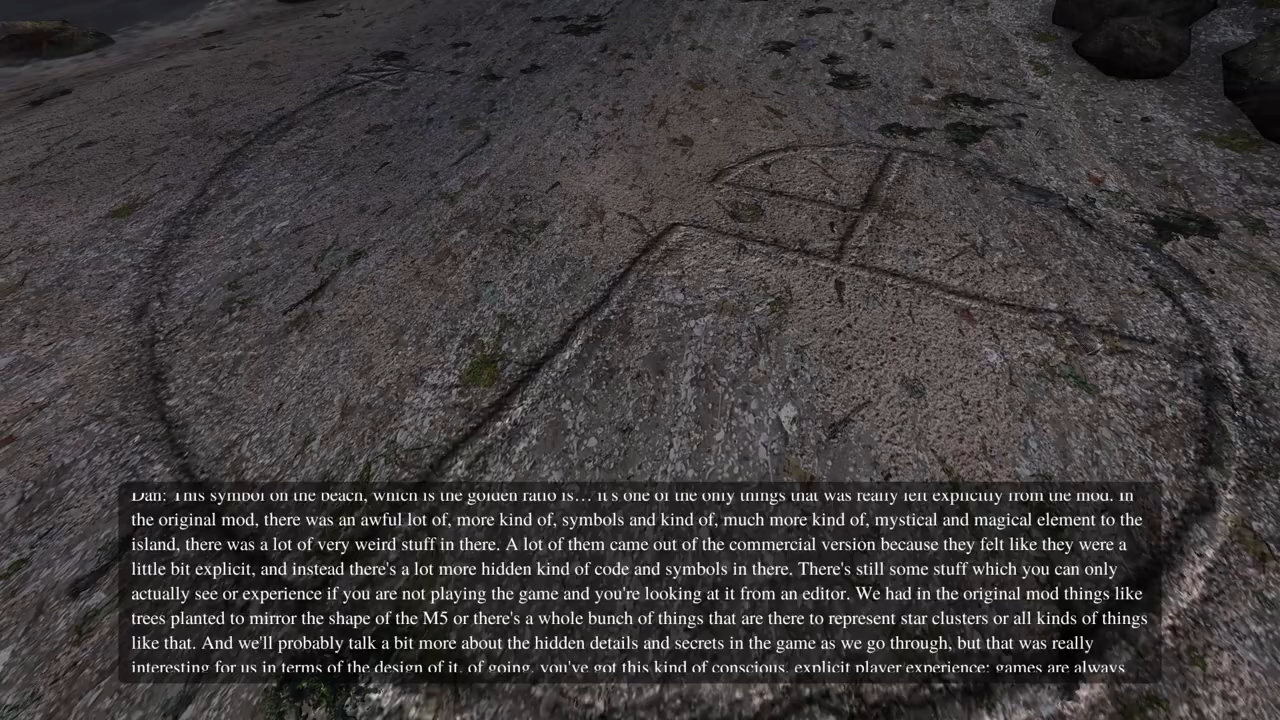 Dan: This symbol on the beach, which is the golden ratio is… it's one of the only things that was really left explicitly from the mod. In
the original mod, there was an awful lot of, more kind of, symbols and kind of, much more kind of, mystical and magical element to the
island, there was a lot of very weird stuff in there. A lot of them came out of the commercial version because they felt like they were a
little bit explicit, and instead there's a lot more hidden kind of code and symbols in there. There's still some stuff which you can only
actually see or experience if you are not playing the game and you're looking at it from an editor. We had in the original mod things like
trees planted to mirror the shape of the M5 or there's a whole bunch of things that are there to represent star clusters or all kinds of things
like that. And we'll probably talk a bit more about the hidden details and secrets in the game as we go through, but that was really
interesting for us in terms of the design of it, of going, you've got this kind of conscious, explicit player experience; games are always